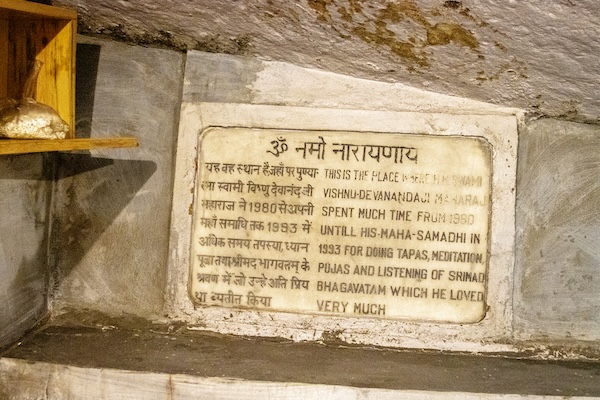 ॐ नमो नारायणाय
यह वह स्थान है जहाँ पर पुण्या-
त्मा स्वामी विष्णु देवानंद जी
महाराज ने 1980 से अपनी
महाँ समाधि तक 1993 में
अधिक समय तपस्या, ध्यान
पूजा तथा श्रीमद भागवतम् के
श्रवण में जो उन्हे अति प्रिय
था व्यतीत किया
THIS IS THE PLACE WHERE H.H. SWAMI
VISHNU-DEVANANDAJI MAHARAJ
SPENT MUCH TIME FROM 1980
UNTILL HIS MAHA-SAMADHI IN
1993 FOR DOING TAPAS, MEDITATION,
PUJAS AND LISTENING OF SRIMAD
BHAGAVATAM WHICH HE LOVED
VERY MUCH